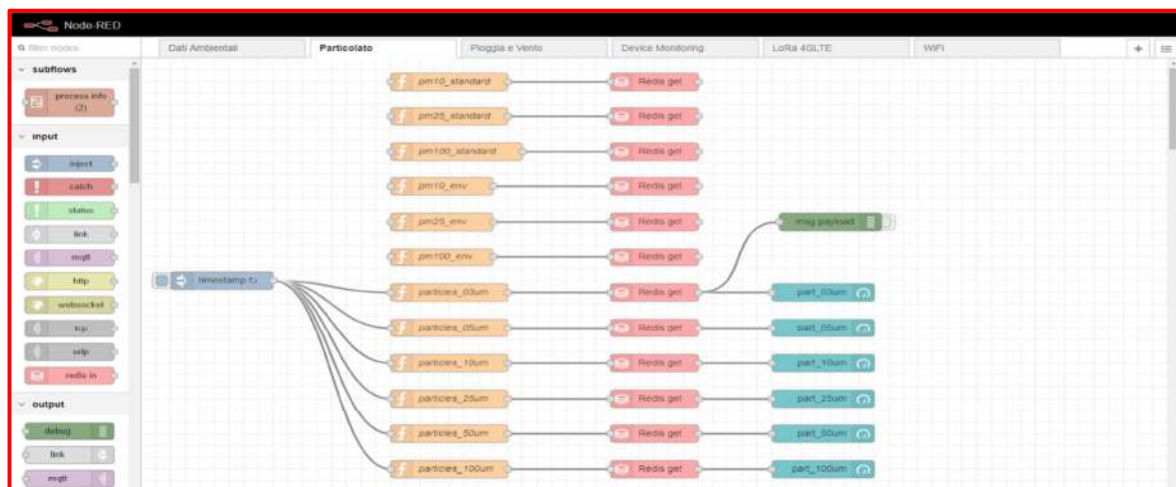 Node-RED
filter nodes
Dati Ambientali
Particolato
Pioggia e Vento
Device Monitoring
LoRa 4GLTE
WiFi
subflows
process info
(2)
input
inject
catch
status
link
mqtt
http
websocket
tcp
udp
redis in
output
debug
link
mqtt
pm10_standard
Redis get
pm25_standard
Redis get
pm100_standard
Redis get
pm10_env
Redis get
pm25_env
Redis get
msg.payload
pm100_env
Redis get
timestamp ↻
particles_03um
Redis get
part_03um
particles_05um
Redis get
part_05um
particles_10um
Redis get
part_10um
particles_25um
Redis get
part_25um
particles_50um
Redis get
part_50um
particles_100um
Redis get
part_100um